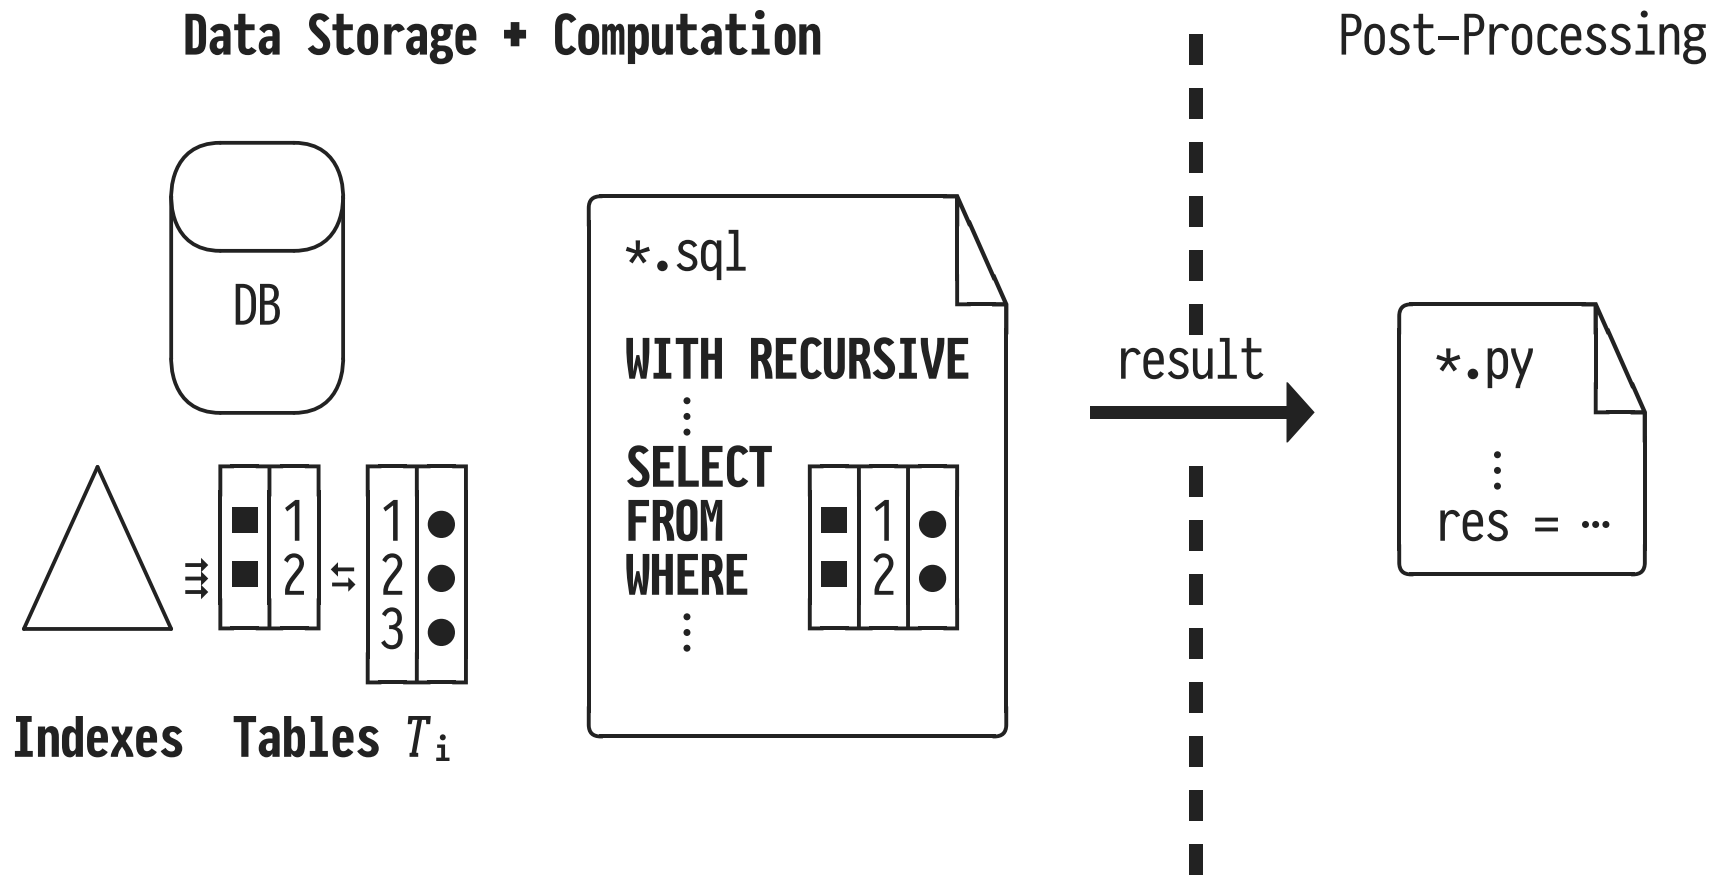 Data Storage + Computation
Post-Processing
DB
*.sql
WITH RECURSIVE
⋮
SELECT
FROM
WHERE
⋮
1
2
1
2
3
1
2
Indexes Tables Ti
result
*.py
⋮
res = ⋯